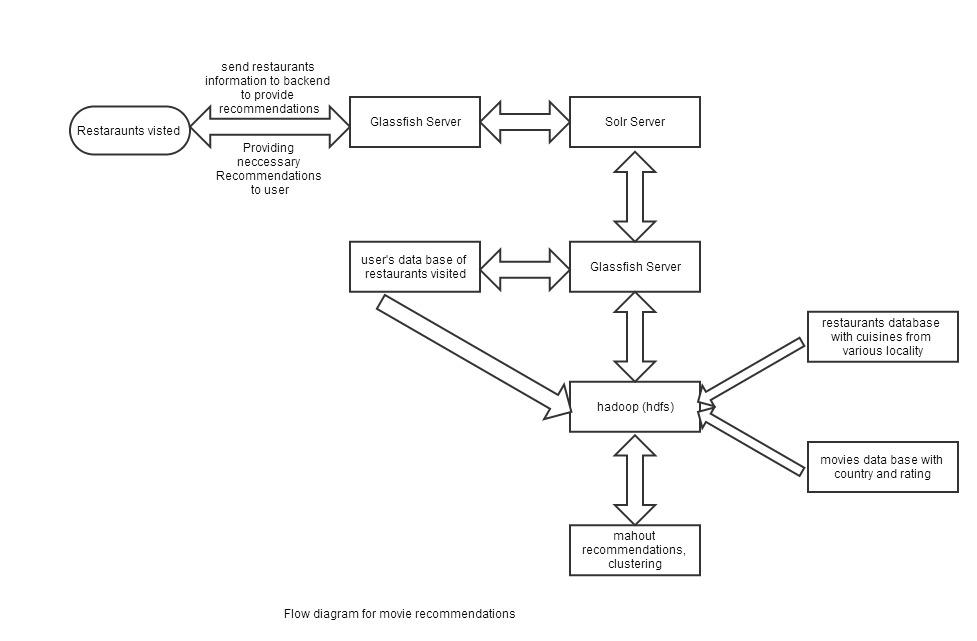 send restaurants
information to backend
to provide
recommendations
Restaraunts visted
Glassfish Server
Solr Server
Providing
neccessary
Recommendations
to user
user's data base of
restaurants visited
Glassfish Server
restaurants database
with cuisines from
various locality
hadoop (hdfs)
movies data base with
country and rating
mahout
recommendations,
clustering
Flow diagram for movie recommendations